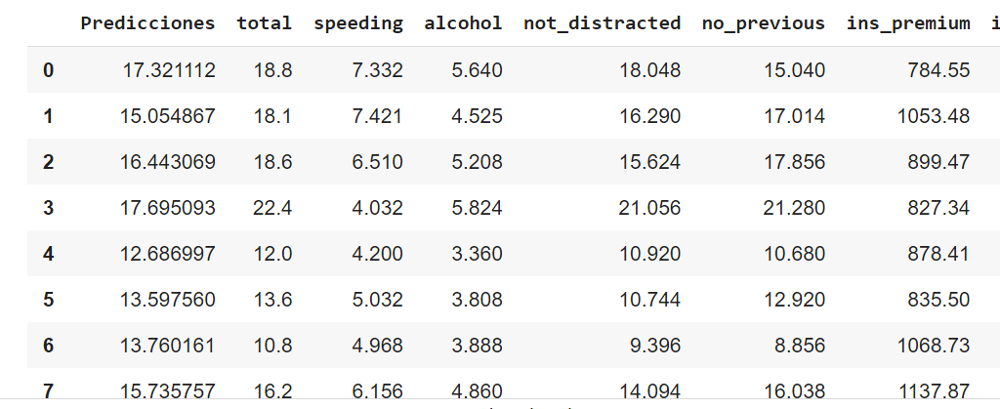 Predicciones total speeding alcohol not_distracted no_previous ins_premium i
0 17.321112 18.8 7.332 5.640 18.048 15.040 784.55
1 15.054867 18.1 7.421 4.525 16.290 17.014 1053.48
2 16.443069 18.6 6.510 5.208 15.624 17.856 899.47
3 17.695093 22.4 4.032 5.824 21.056 21.280 827.34
4 12.686997 12.0 4.200 3.360 10.920 10.680 878.41
5 13.597560 13.6 5.032 3.808 10.744 12.920 835.50
6 13.760161 10.8 4.968 3.888 9.396 8.856 1068.73
7 15.735757 16.2 6.156 4.860 14.094 16.038 1137.87